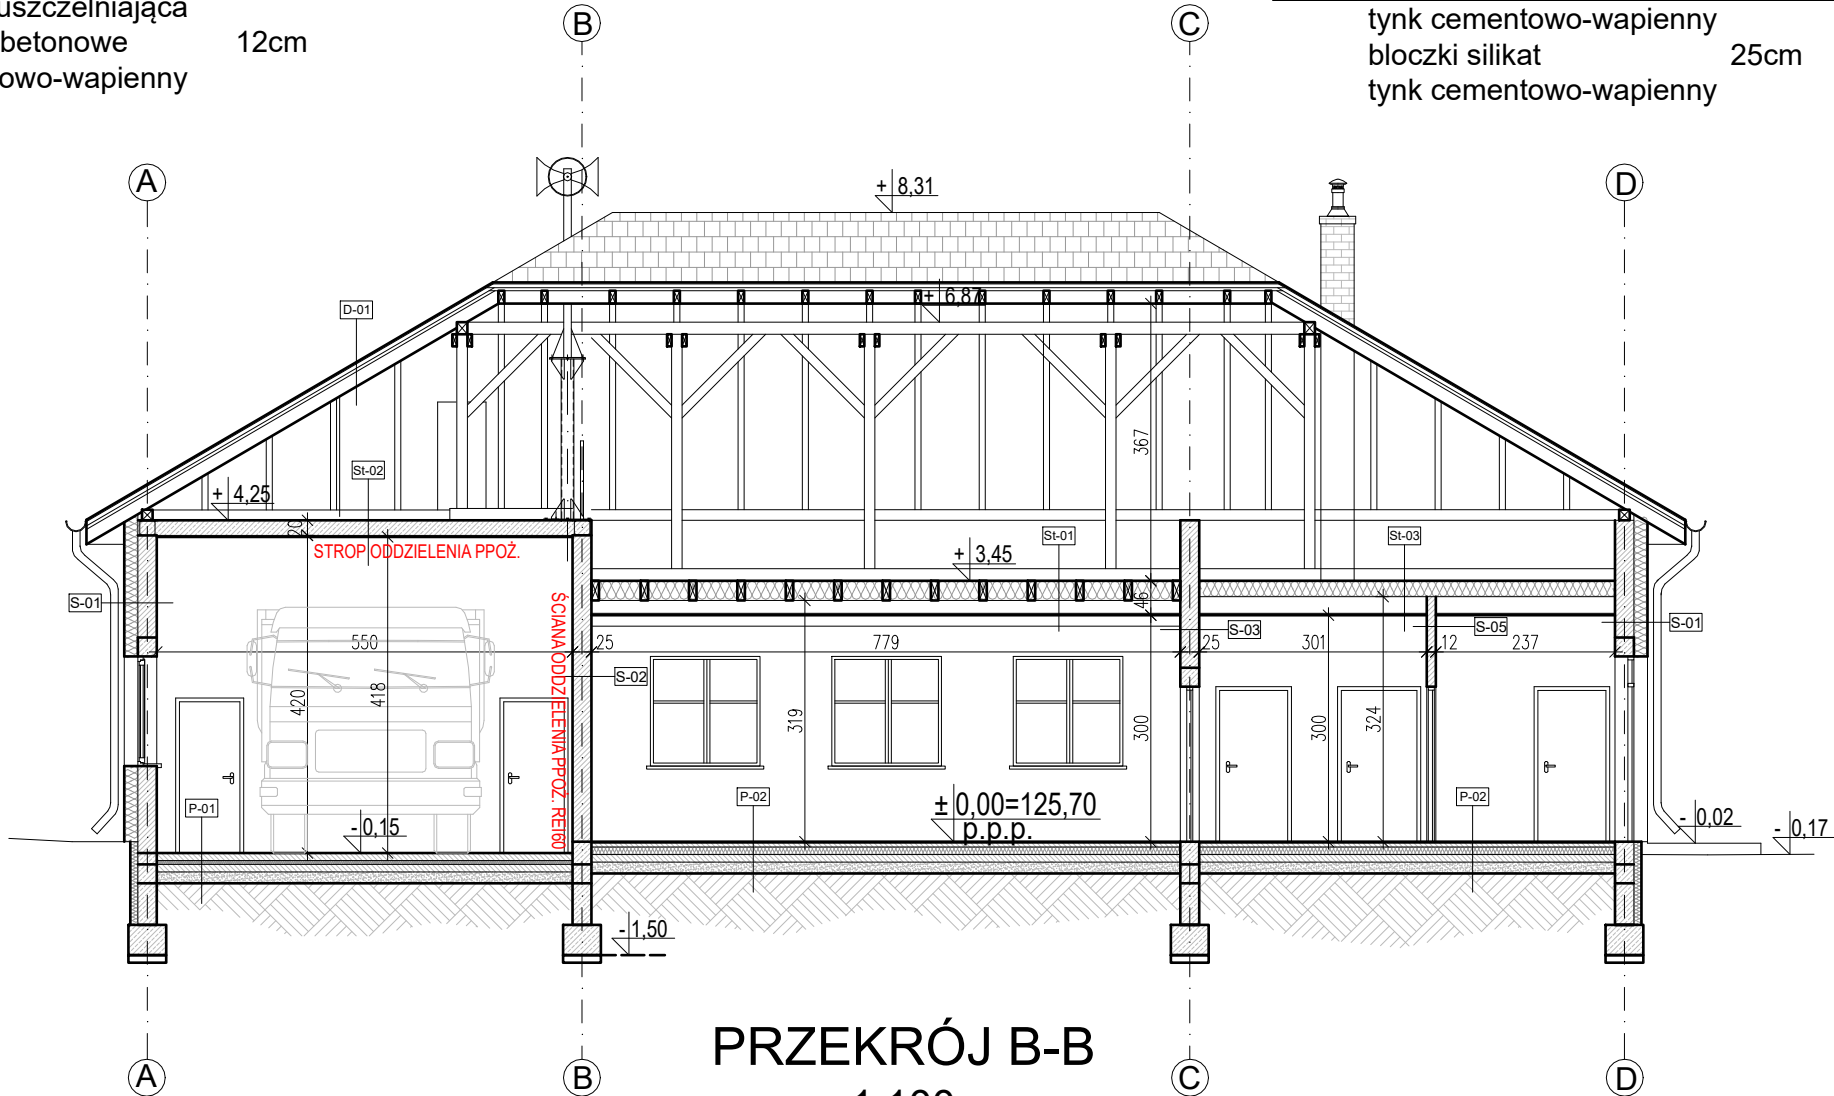 uszczelniająca
betonowe 12cm
owo-wapienny
tynk cementowo-wapienny
bloczki silikat 25cm
tynk cementowo-wapienny
B
C
A
D
+ 8,31
+ 6,87
D-01
367
St-02
+ 4,25
20
STROP ODDZIELENIA PPOŻ.
St-01
St-03
+ 3,45
S-01
46
ŚCIANA ODDZIELENIA PPOŻ. REI60
S-03
S-05
S-01
550
25
779
25
301
12
237
S-02
420
418
319
300
300
324
P-01
P-02
P-02
- 0,15
± 0,00=125,70
p.p.p.
- 0,02
- 0,17
- 1,50
PRZEKRÓJ B-B
A
B
C
D